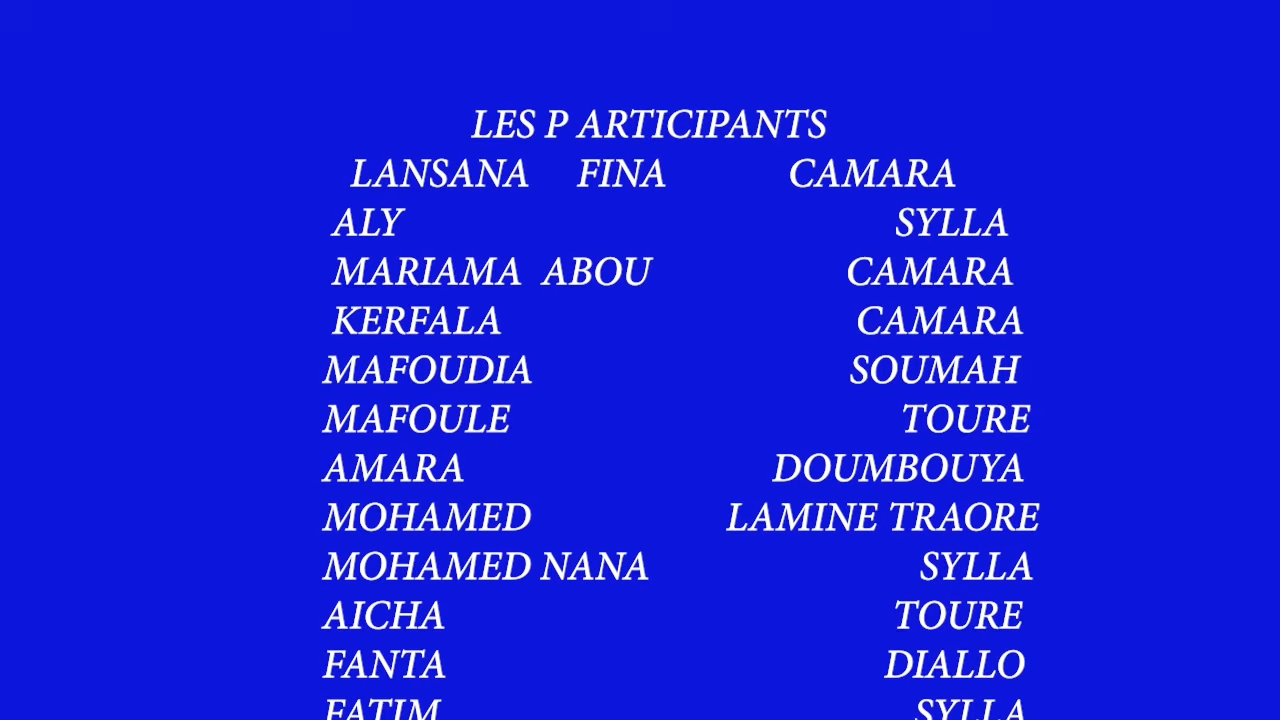 LES P ARTICIPANTS
LANSANA FINA CAMARA
ALY SYLLA
MARIAMA ABOU CAMARA
KERFALA CAMARA
MAFOUDIA SOUMAH
MAFOULE TOURE
AMARA DOUMBOUYA
MOHAMED LAMINE TRAORE
MOHAMED NANA SYLLA
AICHA TOURE
FANTA DIALLO
FATIM SYLLA